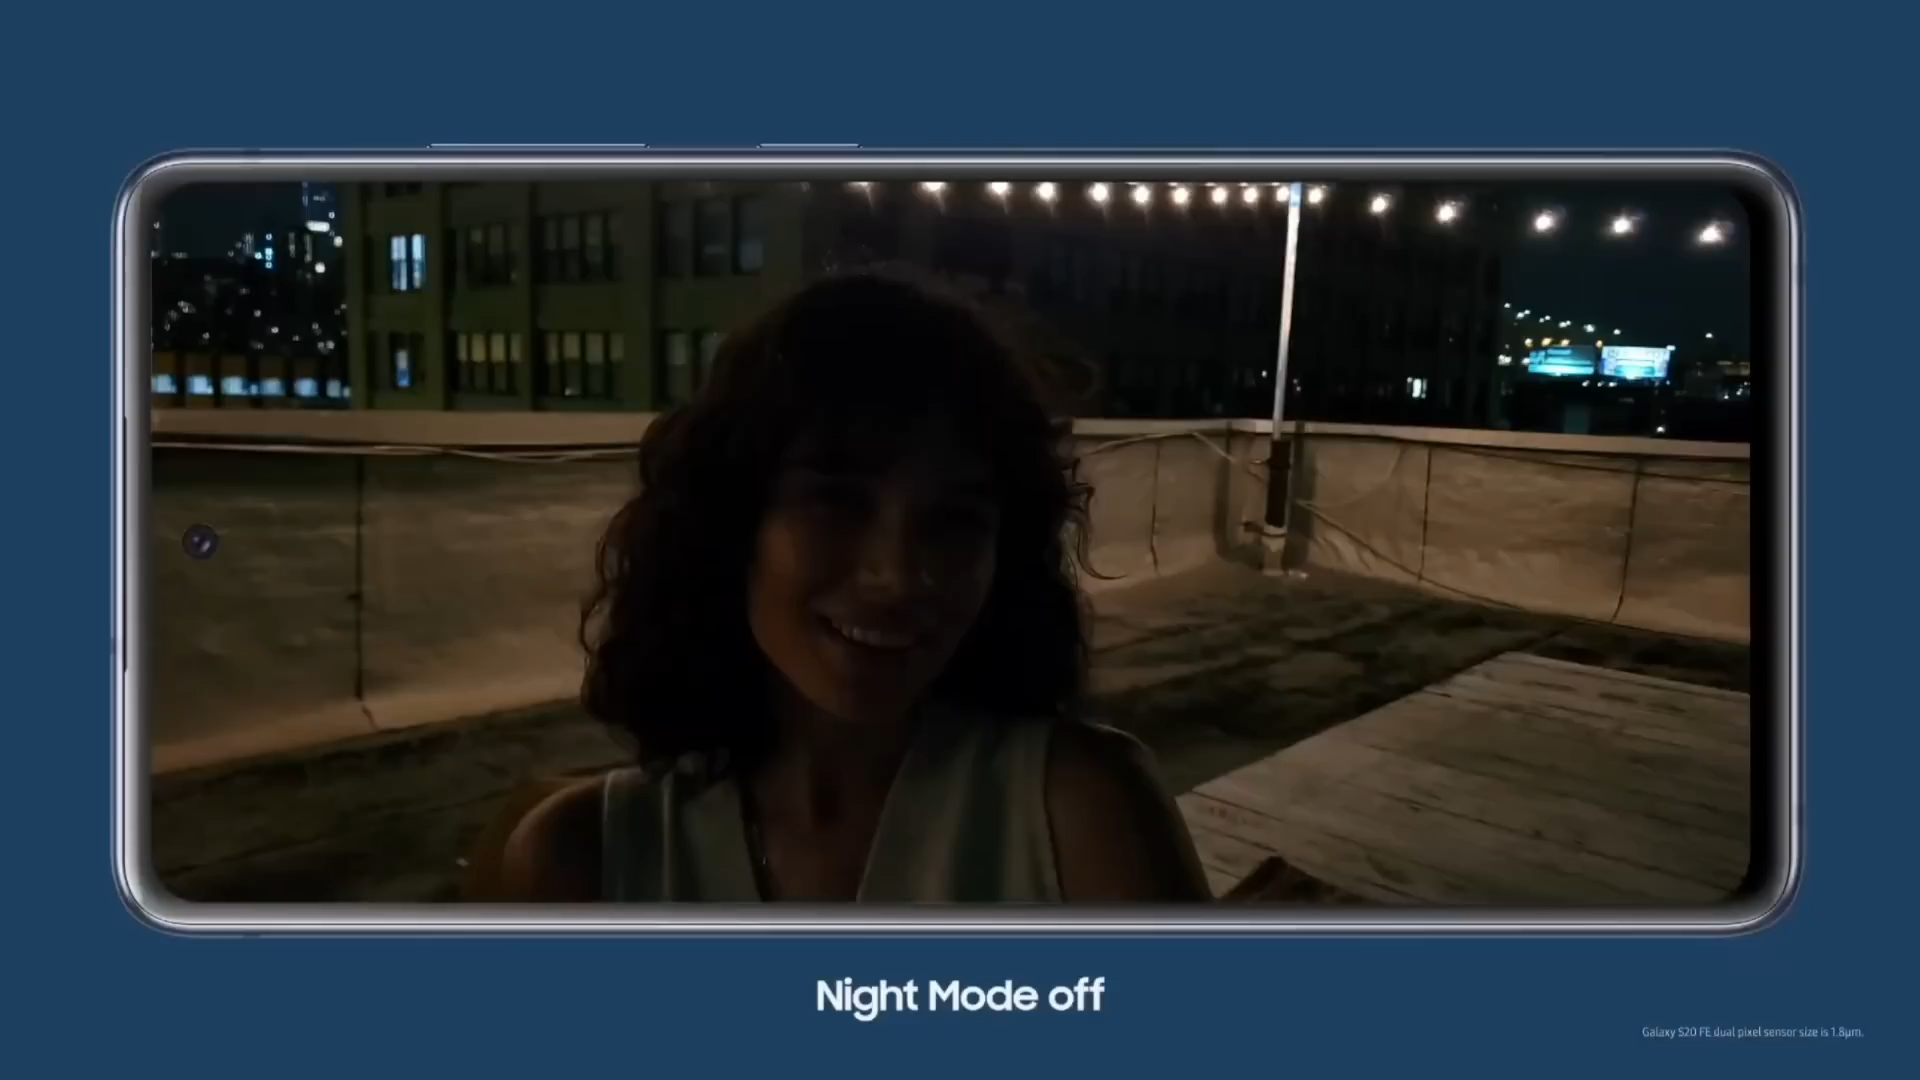 Night Mode off
Galaxy S20 FE dual pixel sensor size is 1.8μm.